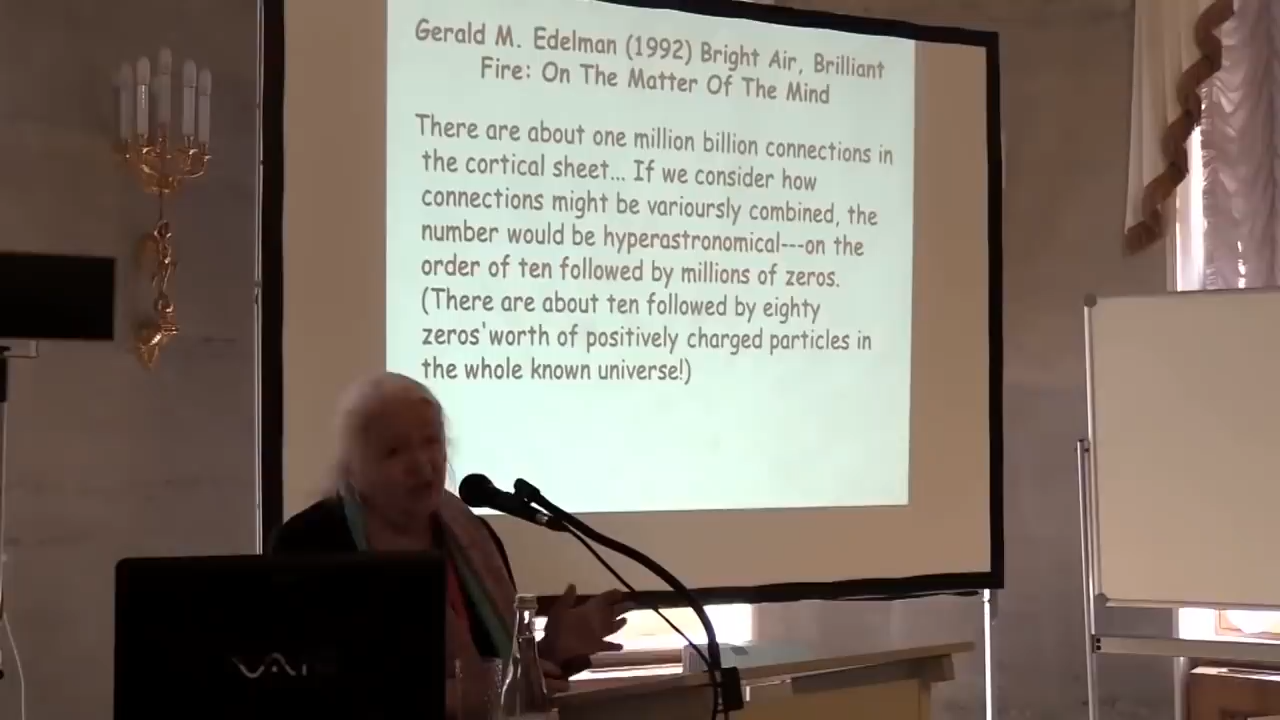 Gerald M. Edelman (1992) Bright Air, Brilliant
Fire: On The Matter Of The Mind
There are about one million billion connections in
the cortical sheet... If we consider how
connections might be varioursly combined, the
number would be hyperastronomical---on the
order of ten followed by millions of zeros.
(There are about ten followed by eighty
zeros' worth of positively charged particles in
the whole known universe!)